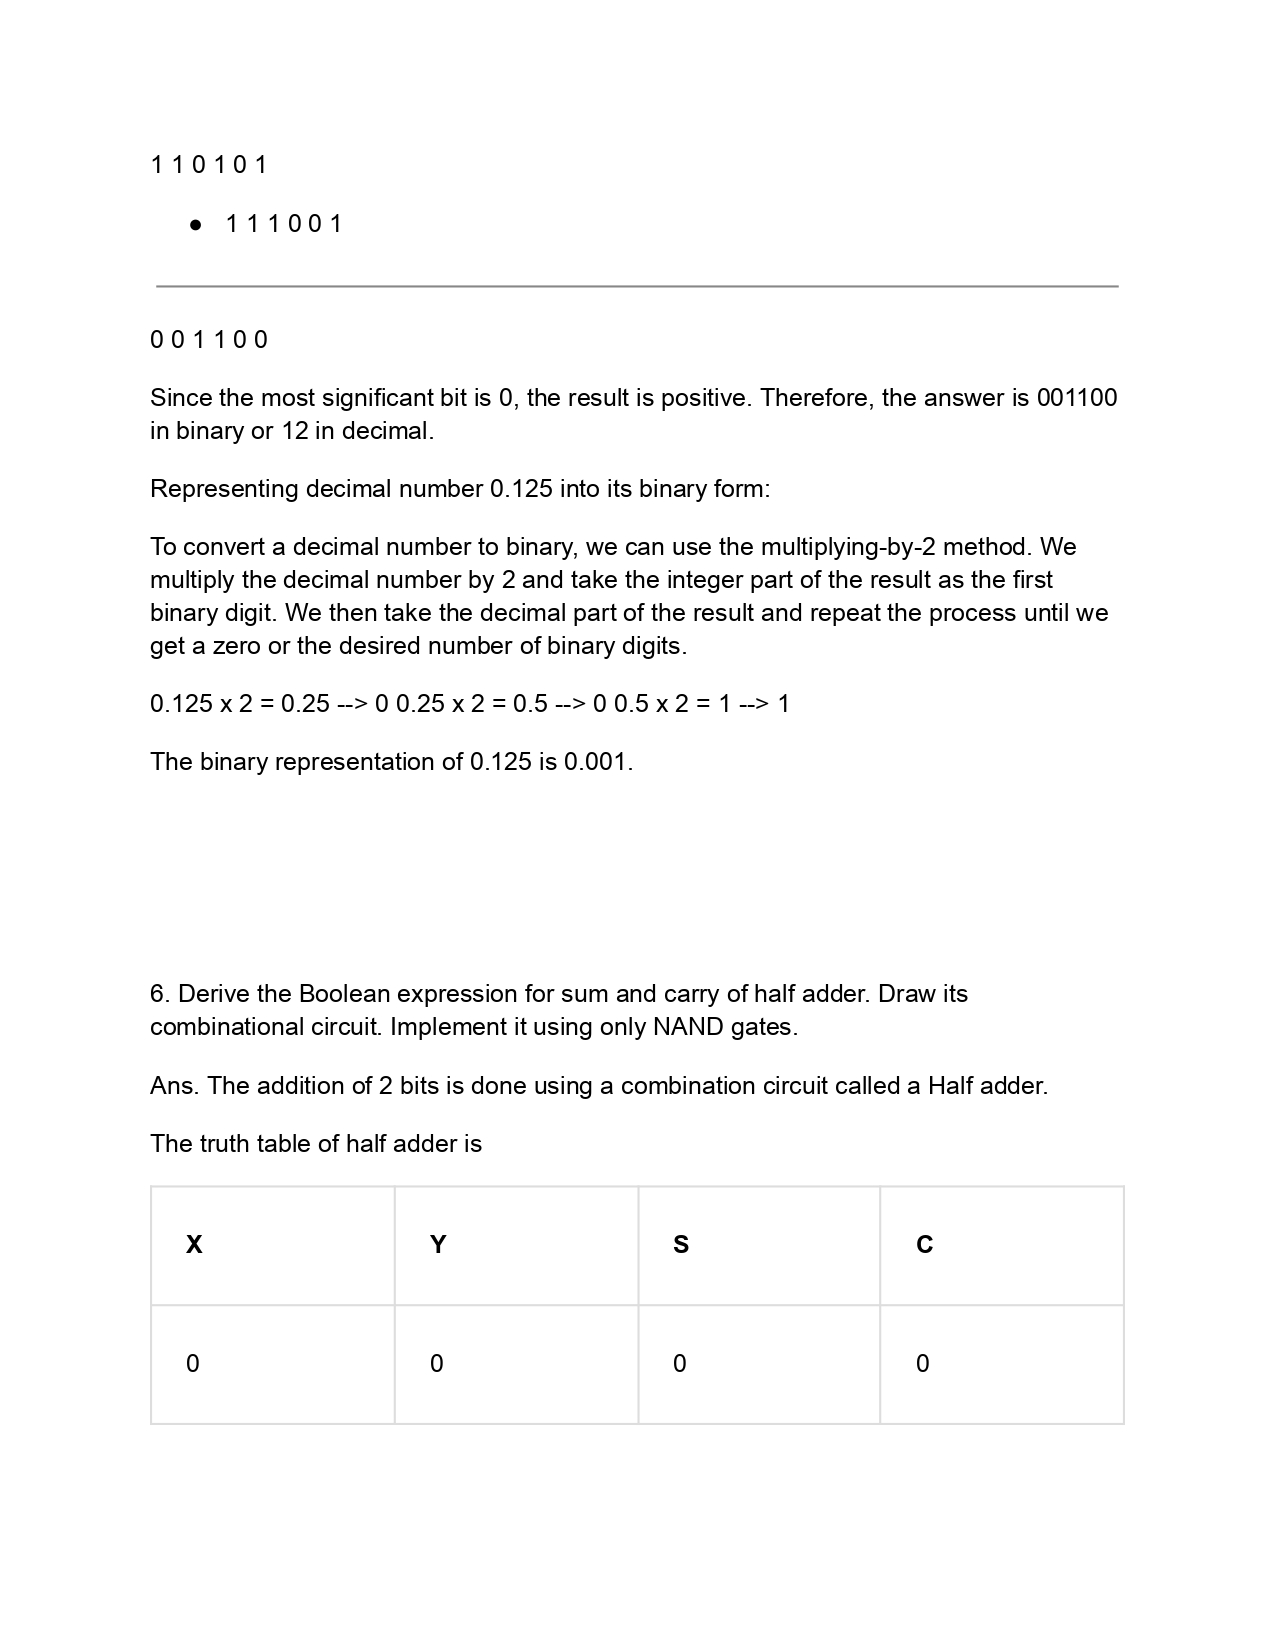 1 1 0 1 0 1
● 1 1 1 0 0 1
0 0 1 1 0 0
Since the most significant bit is 0, the result is positive. Therefore, the answer is 001100
in binary or 12 in decimal.
Representing decimal number 0.125 into its binary form:
To convert a decimal number to binary, we can use the multiplying-by-2 method. We
multiply the decimal number by 2 and take the integer part of the result as the first
binary digit. We then take the decimal part of the result and repeat the process until we
get a zero or the desired number of binary digits.
0.125 x 2 = 0.25 --> 0 0.25 x 2 = 0.5 --> 0 0.5 x 2 = 1 --> 1
The binary representation of 0.125 is 0.001.
6. Derive the Boolean expression for sum and carry of half adder. Draw its
combinational circuit. Implement it using only NAND gates.
Ans. The addition of 2 bits is done using a combination circuit called a Half adder.
The truth table of half adder is
X Y S C
0 0 0 0